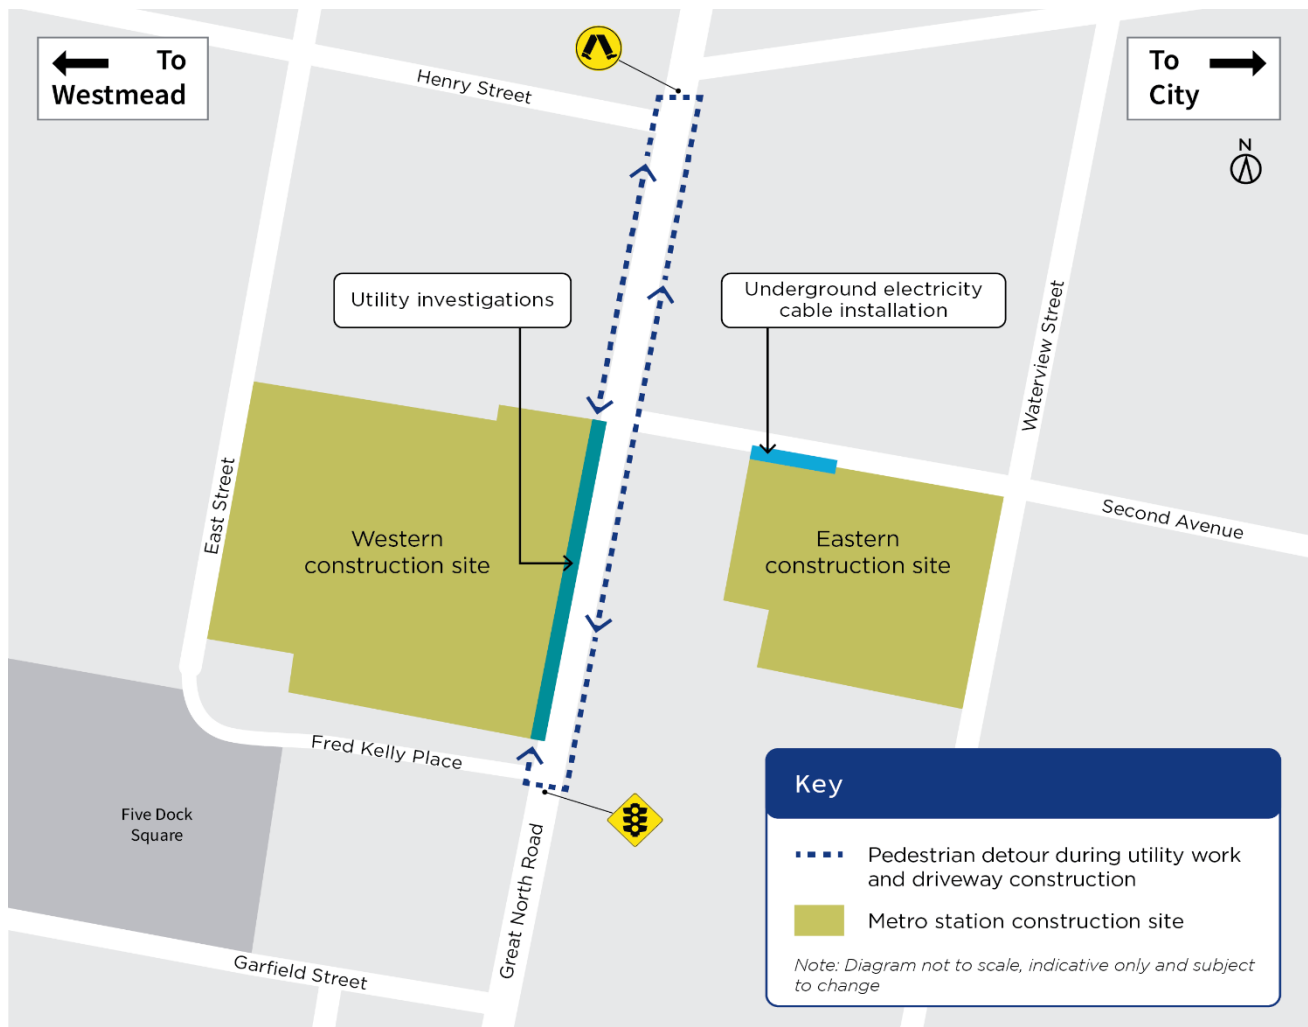 To
Westmead
To
City
N
Henry Street
Utility investigations
Underground electricity
cable installation
Waterview Street
East Street
Western
construction site
Eastern
construction site
Second Avenue
Fred Kelly Place
Five Dock
Square
Great North Road
Garfield Street
Key
Pedestrian detour during utility work
and driveway construction
Metro station construction site
Note: Diagram not to scale, indicative only and subject
to change